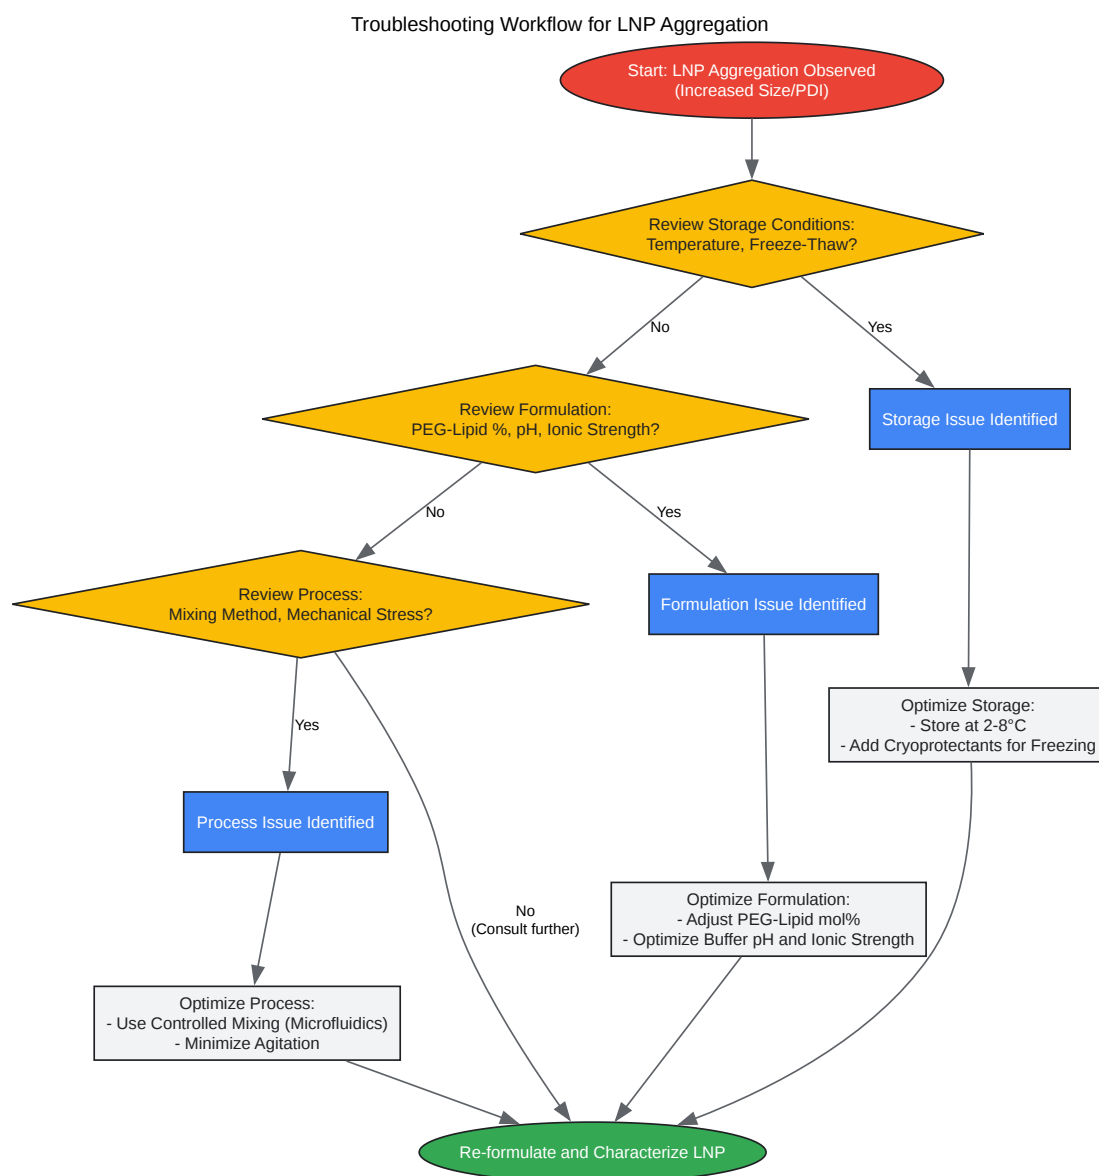 Troubleshooting Workflow for LNP Aggregation
Start: LNP Aggregation Observed
(Increased Size/PDI)
Review Storage Conditions:
Temperature, Freeze-Thaw?
No
Yes
Review Formulation:
PEG-Lipid %, pH, Ionic Strength?
Storage Issue Identified
No
Yes
Review Process:
Mixing Method, Mechanical Stress?
Formulation Issue Identified
Optimize Storage:
- Store at 2-8°C
- Add Cryoprotectants for Freezing
Yes
Process Issue Identified
No
(Consult further)
Optimize Formulation:
- Adjust PEG-Lipid mol%
- Optimize Buffer pH and Ionic Strength
Optimize Process:
- Use Controlled Mixing (Microfluidics)
- Minimize Agitation
Re-formulate and Characterize LNP